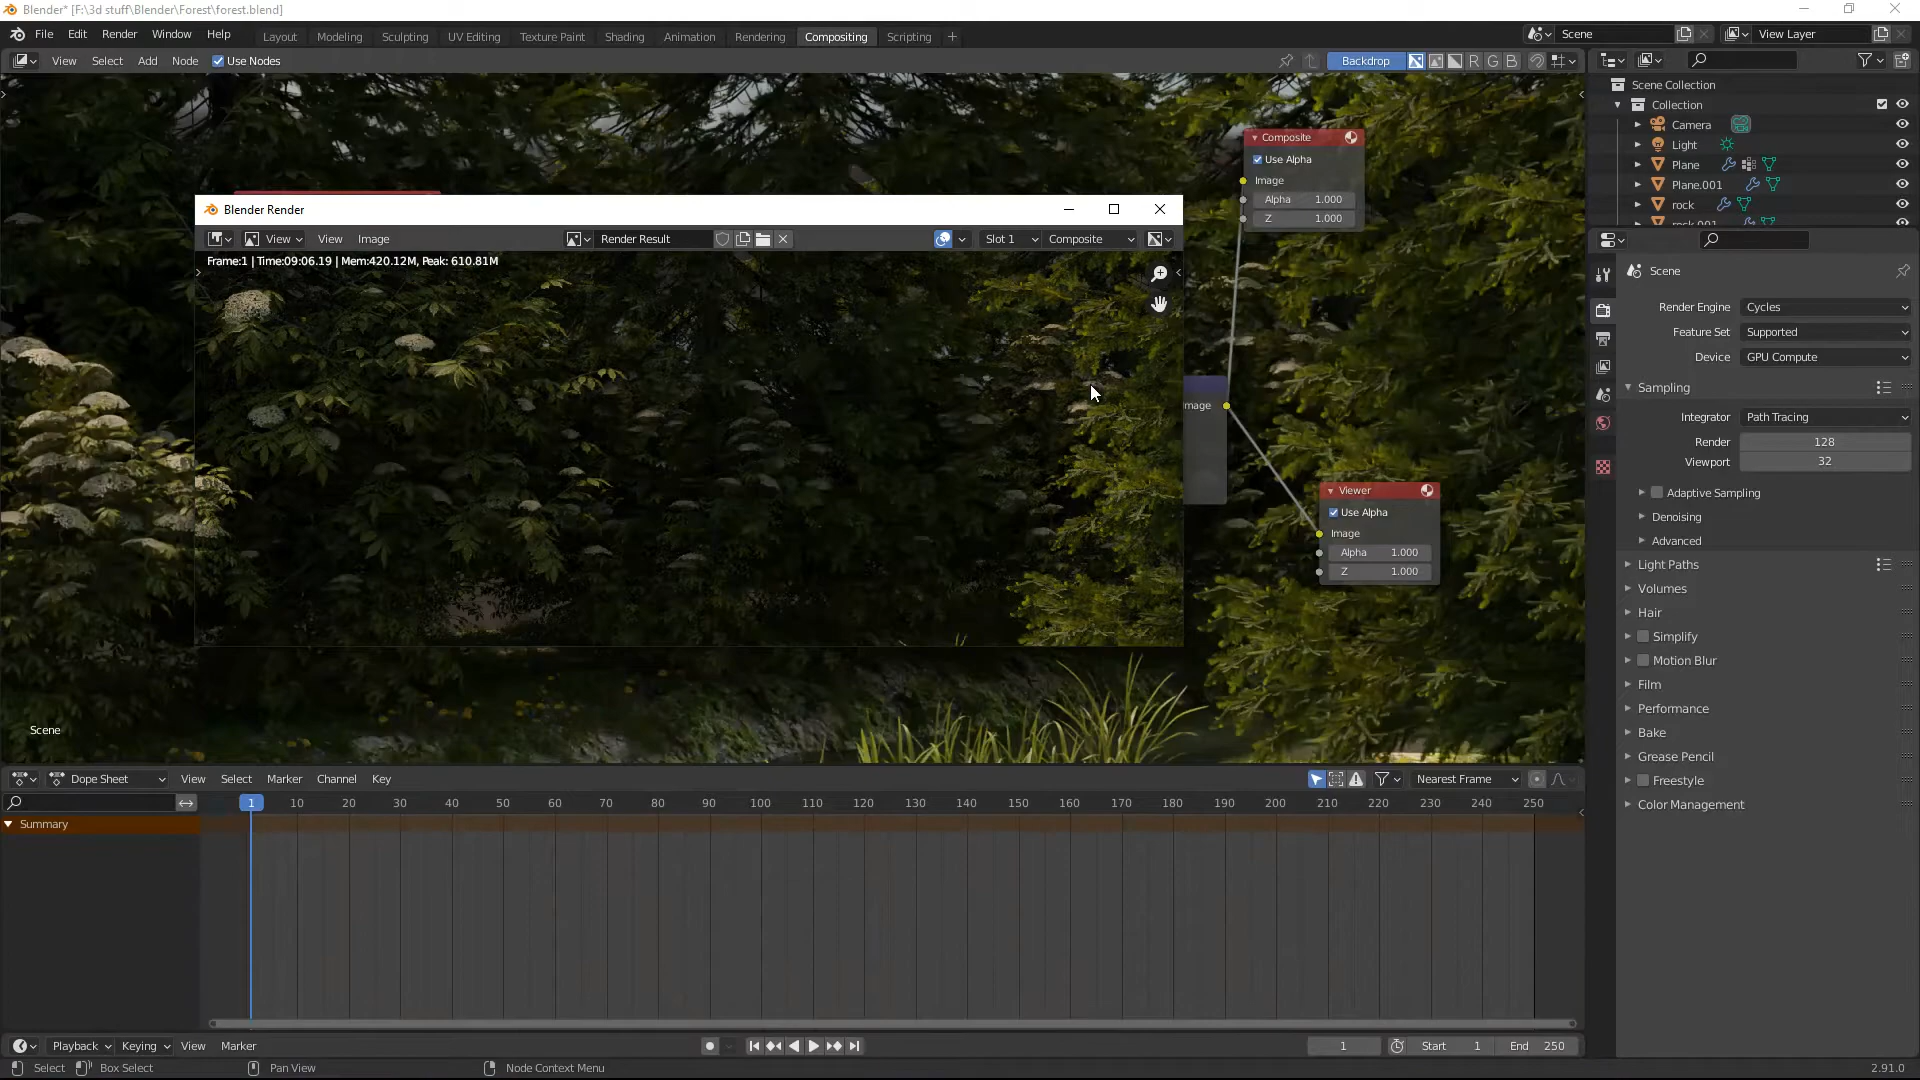 Blender* [F:\3d stuff\Blender\Forest\forest.blend]
File Edit Render Window Help
Layout Modeling Sculpting UV Editing Texture Paint Shading Animation Rendering Compositing Scripting +
Scene
View Layer
View Select Add Node Use Nodes
Backdrop R G B
Scene Collection
Collection
Camera
Light
Plane
Plane.001
rock
rock.001
Composite
Use Alpha
Image
Alpha 1.000
Z 1.000
Blender Render
View View Image
Render Result
Slot 1 Composite
Frame:1 | Time:09:06.19 | Mem:420.12M, Peak: 610.81M
Image
Viewer
Use Alpha
Image
Alpha 1.000
Z 1.000
Scene
Scene
Render Engine Cycles
Feature Set Supported
Device GPU Compute
Sampling
Integrator Path Tracing
Render 128
Viewport 32
Adaptive Sampling
Denoising
Advanced
Light Paths
Volumes
Hair
Simplify
Motion Blur
Film
Performance
Bake
Grease Pencil
Freestyle
Color Management
Dope Sheet View Select Marker Channel Key
Nearest Frame
1 10 20 30 40 50 60 70 80 90 100 110 120 130 140 150 160 170 180 190 200 210 220 230 240 250
Summary
Playback Keying View Marker
1 Start 1 End 250
Select Box Select Pan View Node Context Menu 2.91.0